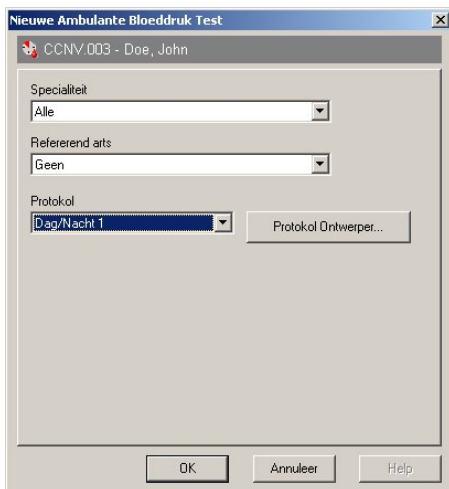 Nieuwe Ambulante Bloeddruk Test
CCNV.003 - Doe, John
Specialiteit
Alle
Refererend arts
Geen
Protokol
Dag/Nacht 1
Protokol Ontwerper...
OK
Annuleer
Help